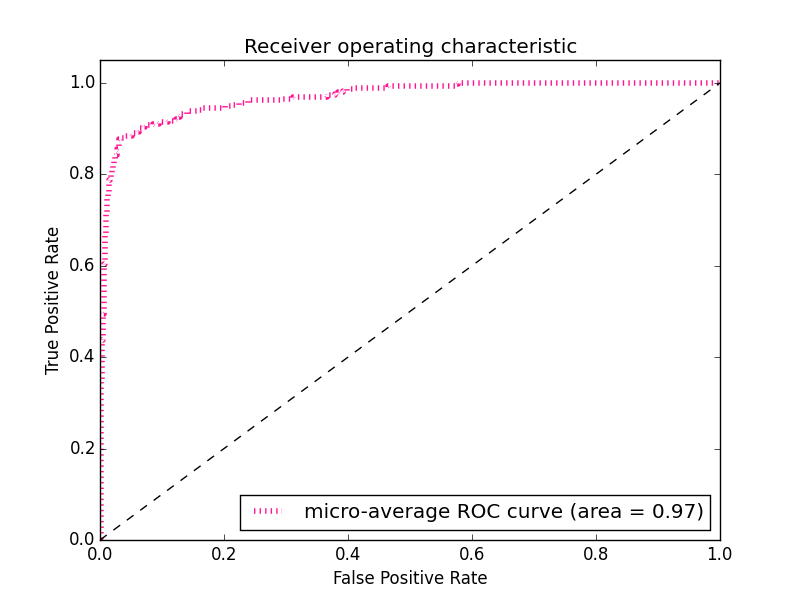 Receiver operating characteristic
1.0
0.8
0.6
0.4
0.2
0.0
True Positive Rate
micro-average ROC curve (area = 0.97)
0.0 0.2 0.4 0.6 0.8 1.0
False Positive Rate